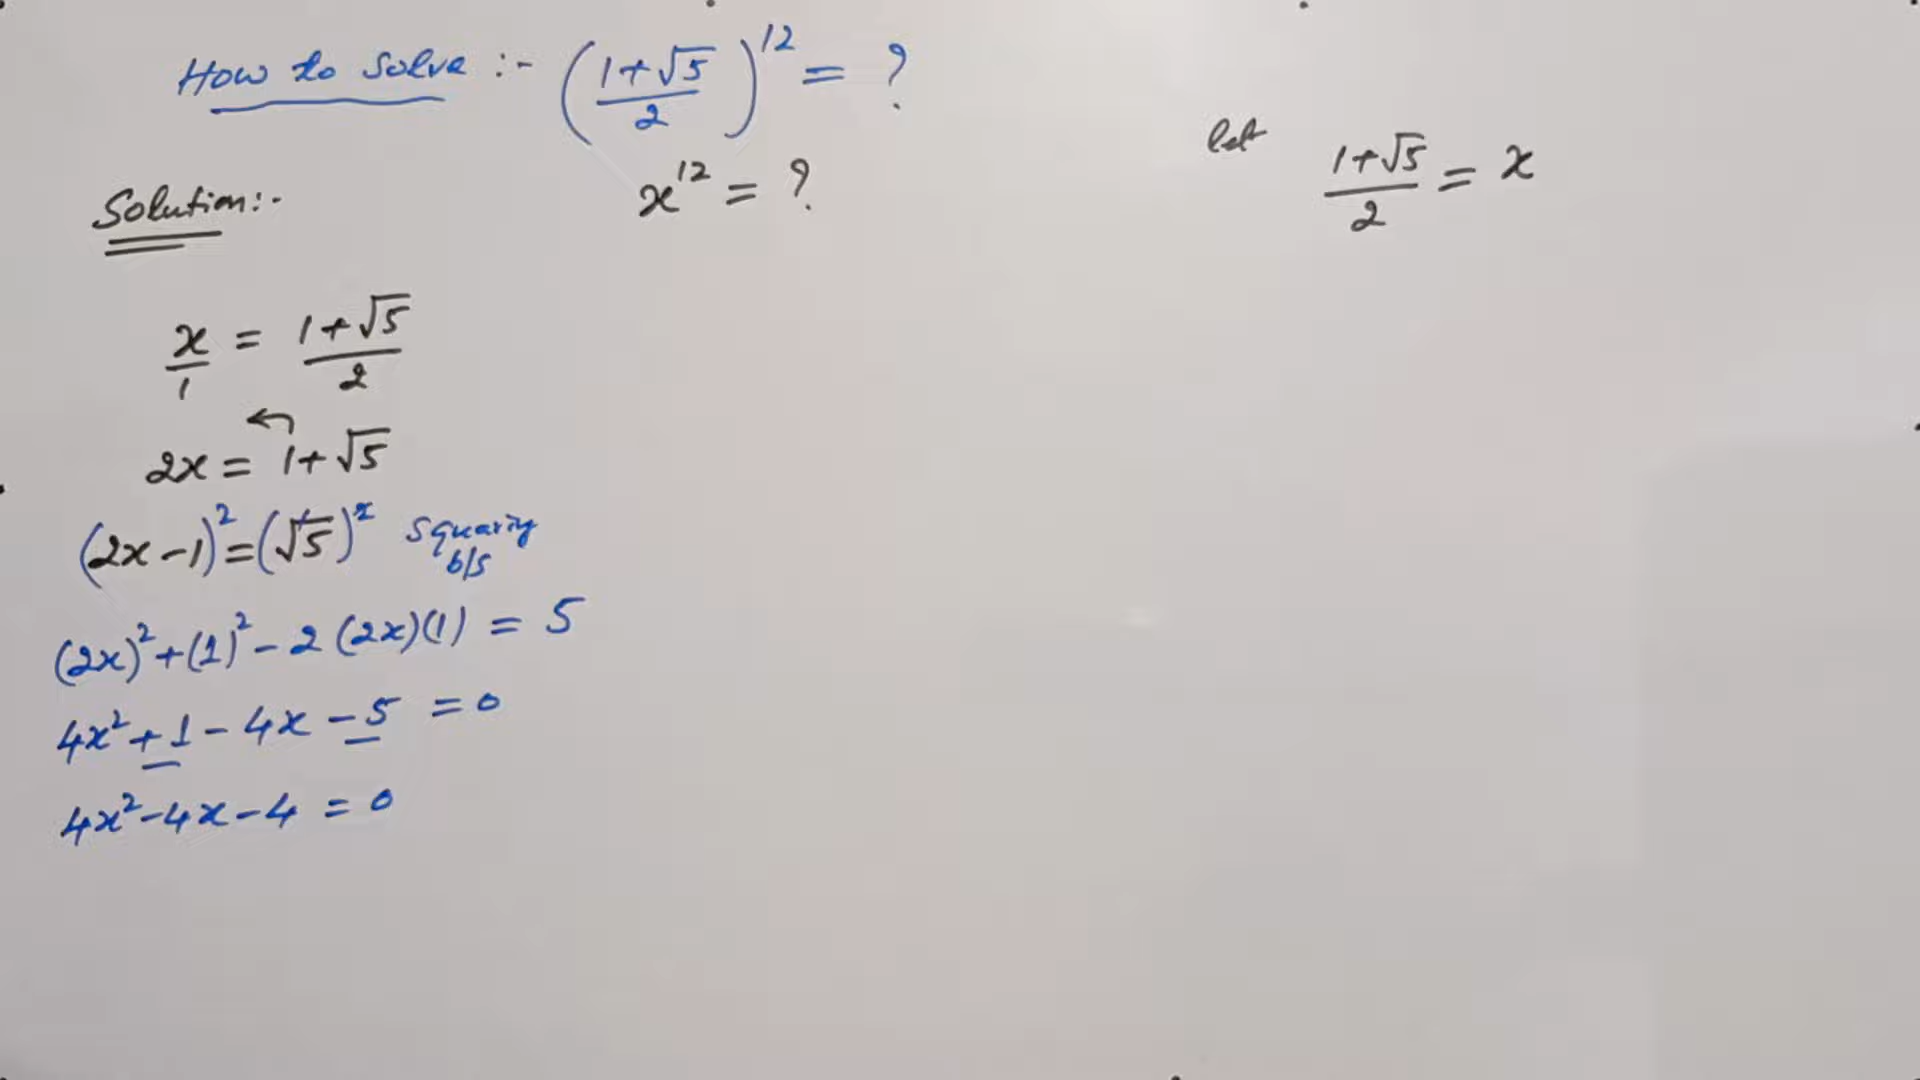 How to solve :- ((1+√5)/2)^12 = ?
let (1+√5)/2 = x
x^12 = ?
Solution:-
x/1 = (1+√5)/2
2x = 1+√5
(2x-1)^2 = (√5)^2 Squaring b/s
(2x)^2+(1)^2-2(2x)(1) = 5
4x^2+1-4x-5 = 0
4x^2-4x-4 = 0